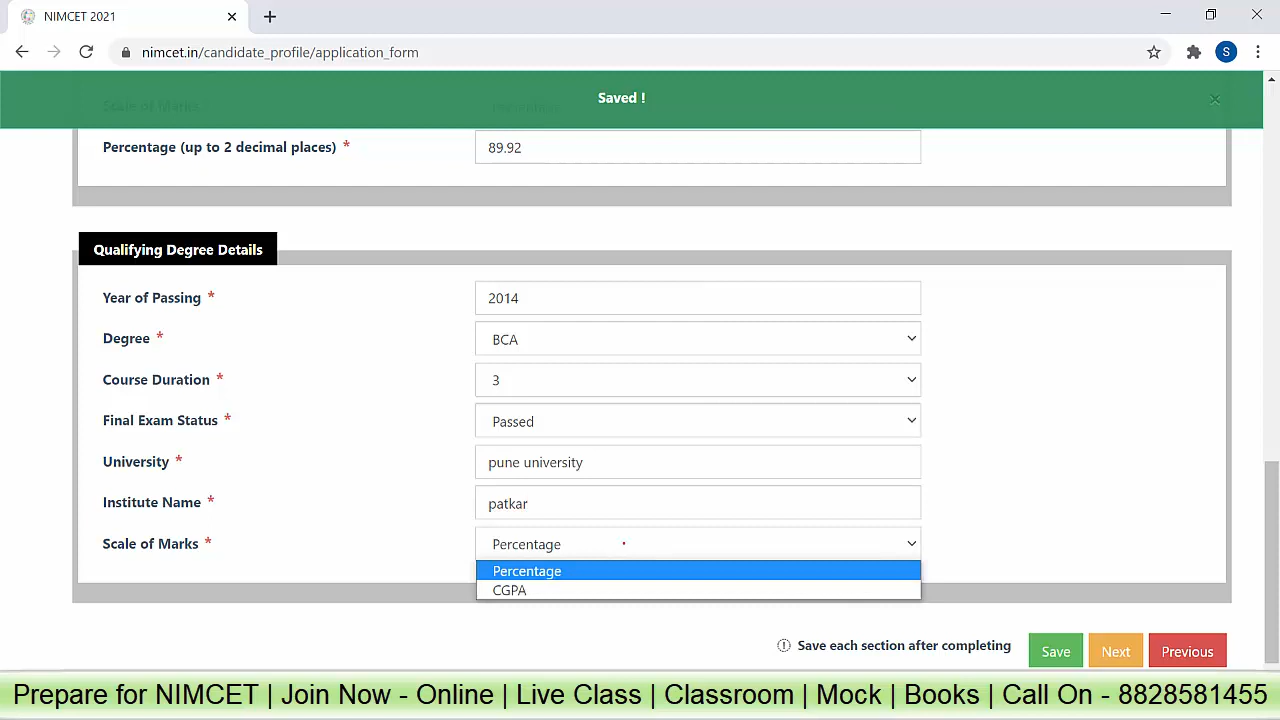 NIMCET 2021
nimcet.in/candidate_profile/application_form
S
Saved !
Scale of Marks
Percentage (up to 2 decimal places) *
89.92
Qualifying Degree Details
Year of Passing *
2014
Degree *
BCA
Course Duration *
3
Final Exam Status *
Passed
University *
pune university
Institute Name *
patkar
Scale of Marks *
Percentage
Percentage
CGPA
Save each section after completing
Save
Next
Previous
Prepare for NIMCET | Join Now - Online | Live Class | Classroom | Mock | Books | Call On - 8828581455